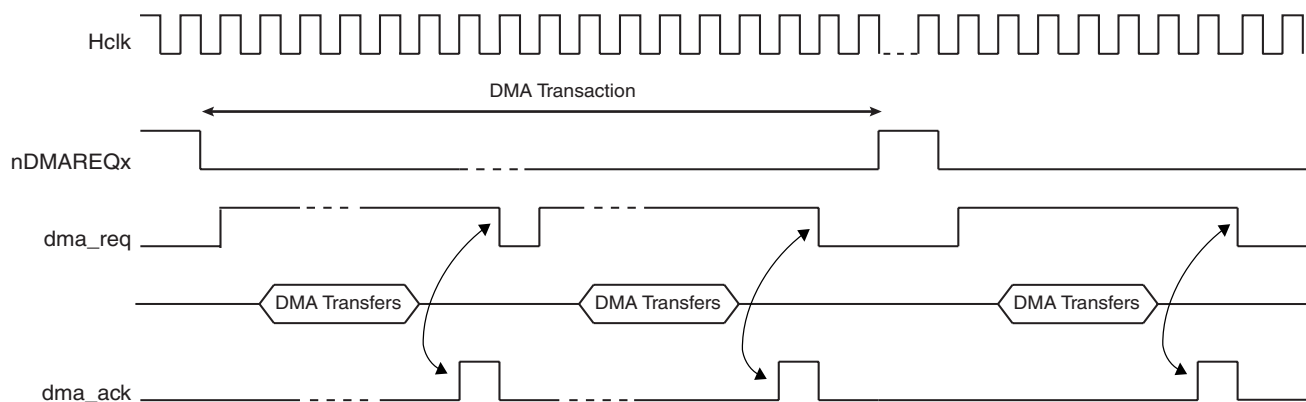 Hclk
DMA Transaction
nDMAREQx
dma_req
DMA Transfers DMA Transfers DMA Transfers
dma_ack